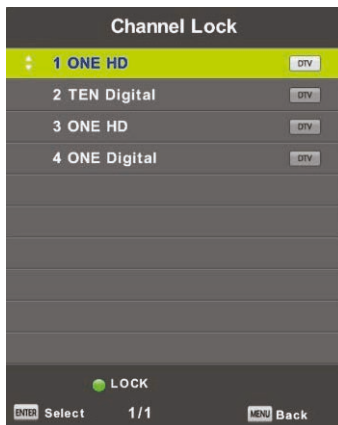 Channel Lock
1 ONE HD DTV
2 TEN Digital DTV
3 ONE HD DTV
4 ONE Digital DTV
LOCK
ENTER Select 1/1 MENU Back